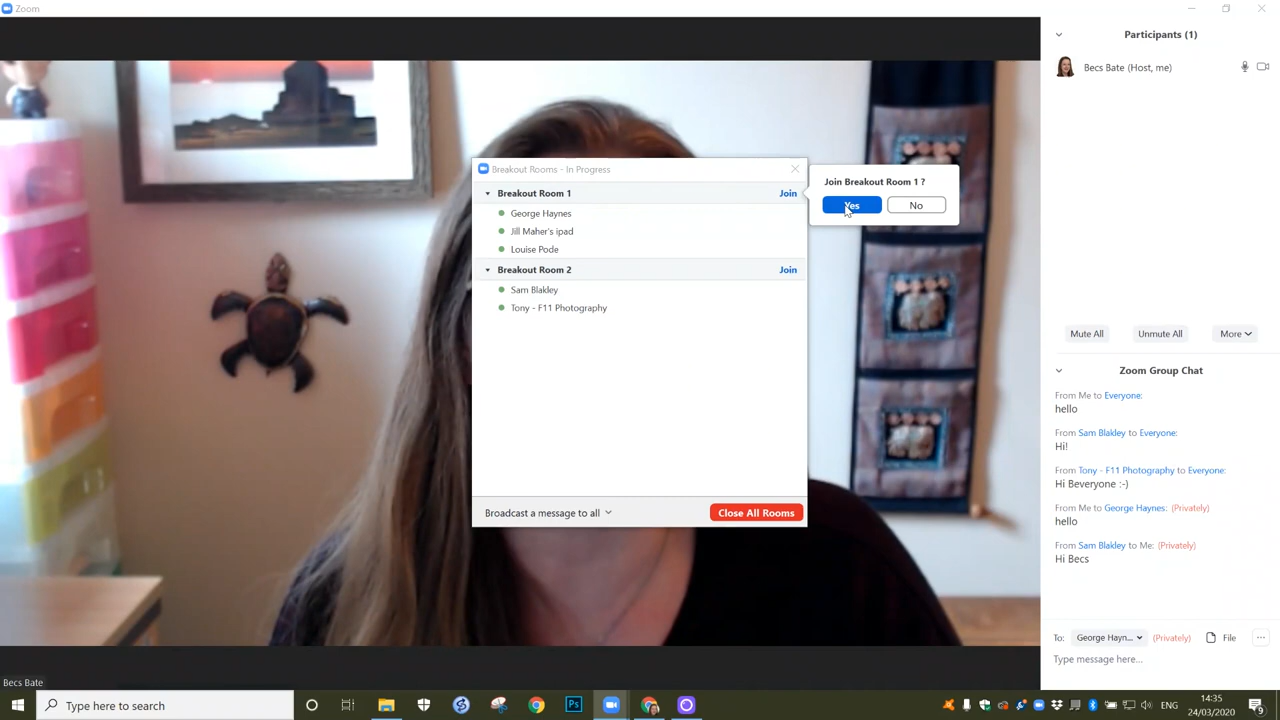 Zoom
Participants (1)
Becs Bate (Host, me)
Breakout Rooms - In Progress
Breakout Room 1
Join
George Haynes
Jill Maher's ipad
Louise Pode
Breakout Room 2
Join
Sam Blakley
Tony - F11 Photography
Join Breakout Room 1 ?
Yes
No
Broadcast a message to all
Close All Rooms
Mute All
Unmute All
More
Zoom Group Chat
From Me to Everyone:
hello
From Sam Blakley to Everyone:
Hi!
From Tony - F11 Photography to Everyone:
Hi Beveryone :-)
From Me to George Haynes: (Privately)
hello
From Sam Blakley to Me: (Privately)
Hi Becs
To: George Hayn... (Privately) File ...
Type message here...
Becs Bate
Type here to search
Ps
ENG
14:35
24/03/2020
9